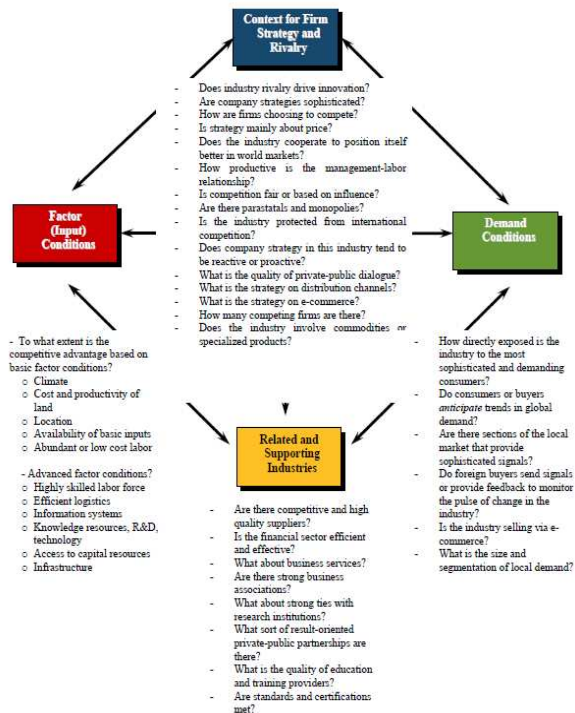 Context for Firm
Strategy and
Rivalry
- Does industry rivalry drive innovation?
- Are company strategies sophisticated?
- How are firms choosing to compete?
- Is strategy mainly about price?
- Does the industry cooperate to position itself
better in world markets?
- How productive is the management-labor
relationship?
- Is competition fair or based on influence?
- Are there parastatals and monopolies?
- Is the industry protected from international
competition?
- Does company strategy in this industry tend to
be reactive or proactive?
- What is the quality of private-public dialogue?
- What is the strategy on distribution channels?
- What is the strategy on e-commerce?
- How many competing firms are there?
- Does the industry involve commodities or
specialized products?
Factor
(Input)
Conditions
Demand
Conditions
- To what extent is the
competitive advantage based on
basic factor conditions?
o Climate
o Cost and productivity of
land
o Location
o Availability of basic inputs
o Abundant or low cost labor
- Advanced factor conditions?
o Highly skilled labor force
o Efficient logistics
o Information systems
o Knowledge resources, R&D,
technology
o Access to capital resources
o Infrastructure
Related and
Supporting
Industries
- Are there competitive and high
quality suppliers?
- Is the financial sector efficient
and effective?
- What about business services?
- Are there strong business
associations?
- What about strong ties with
research institutions?
- What sort of result-oriented
private-public partnerships are
there?
- What is the quality of education
and training providers?
- Are standards and certifications
met?
- How directly exposed is the
industry to the most
sophisticated and demanding
consumers?
- Do consumers or buyers
anticipate trends in global
demand?
- Are there sections of the local
market that provide
sophisticated signals?
- Do foreign buyers send signals
or provide feedback to monitor
the pulse of change in the
industry?
- Is the industry selling via e-
commerce?
- What is the size and
segmentation of local demand?